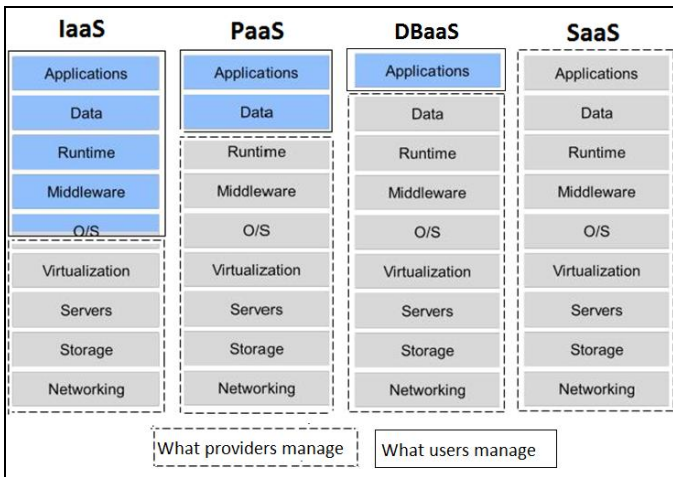 IaaS
PaaS
DBaaS
SaaS
Applications
Data
Runtime
Middleware
O/S
Virtualization
Servers
Storage
Networking
Applications
Data
Runtime
Middleware
O/S
Virtualization
Servers
Storage
Networking
Applications
Data
Runtime
Middleware
O/S
Virtualization
Servers
Storage
Networking
Applications
Data
Runtime
Middleware
O/S
Virtualization
Servers
Storage
Networking
What providers manage
What users manage